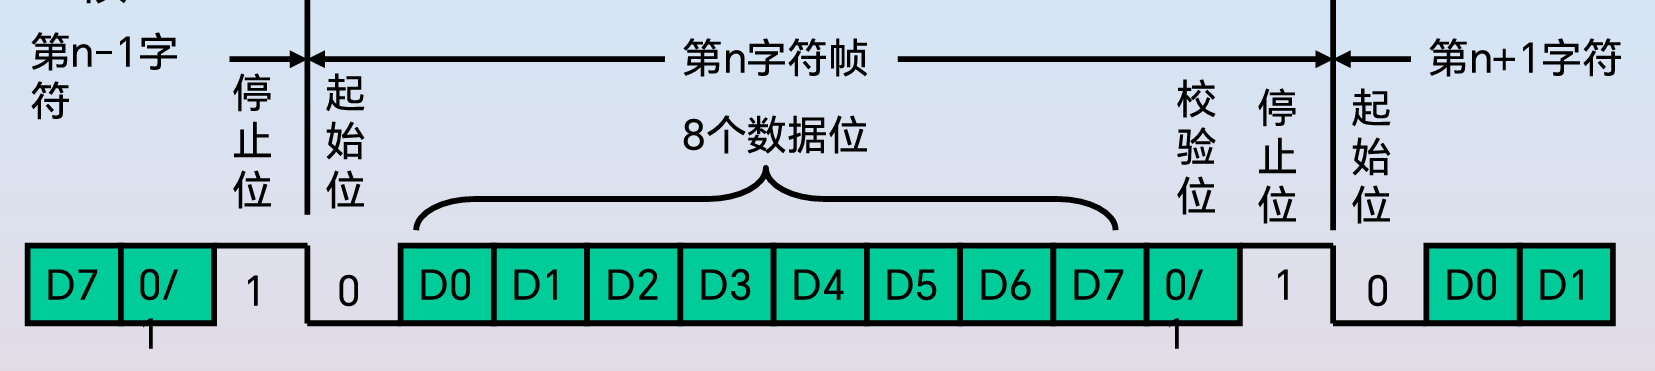 第n-1字
符
第n字符帧
第n+1字符
停止位
起始位
8个数据位
校验位
停止位
起始位
D7 0/1 1 0 D0 D1 D2 D3 D4 D5 D6 D7 0/1 1 0 D0 D1